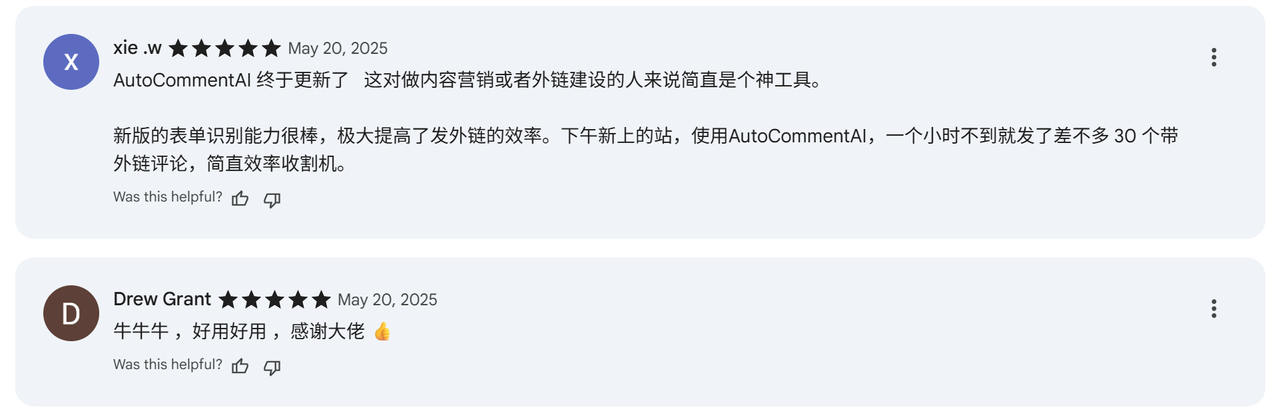 X
xie .w ★★★★★ May 20, 2025
AutoCommentAI 终于更新了   这对做内容营销或者外链建设的人来说简直是个神工具。
新版的表单识别能力很棒，极大提高了发外链的效率。下午新上的站，使用AutoCommentAI，一个小时不到就发了差不多 30 个带
外链评论，简直效率收割机。
Was this helpful?
D
Drew Grant ★★★★★ May 20, 2025
牛牛牛 ，好用好用 ，感谢大佬 👍
Was this helpful?